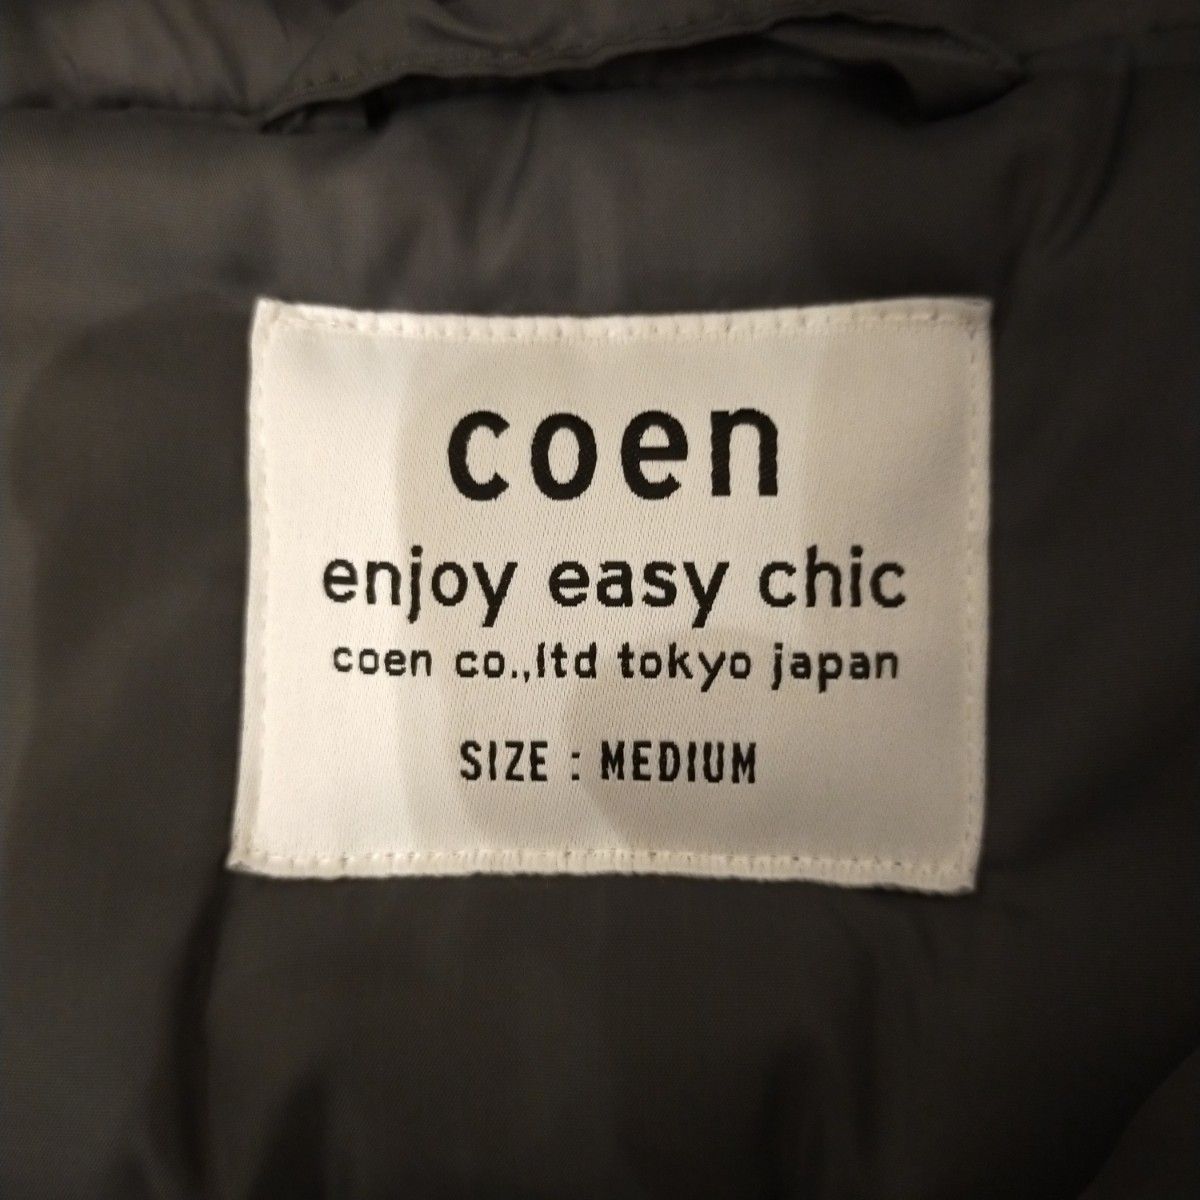 coen
enjoy easy chic
coen co.,ltd tokyo japan
SIZE : MEDIUM